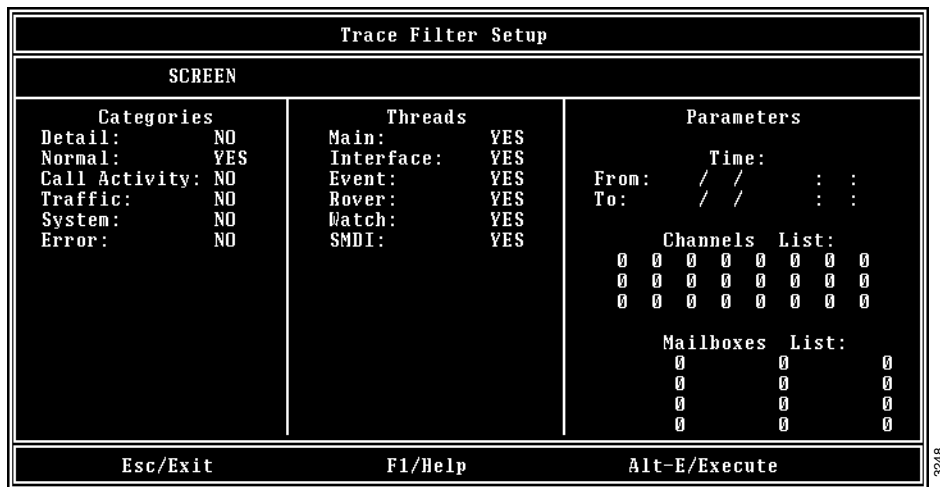 Trace Filter Setup
SCREEN
Categories
Detail: NO
Normal: YES
Call Activity: NO
Traffic: NO
System: NO
Error: NO
Threads
Main: YES
Interface: YES
Event: YES
Rover: YES
Watch: YES
SMDI: YES
Parameters
Time:
From: / / : :
To: / / : :
Channels List:
0 0 0 0 0 0 0 0
0 0 0 0 0 0 0 0
0 0 0 0 0 0 0 0
Mailboxes List:
0 0 0
0 0 0
0 0 0
0 0 0
Esc/Exit F1/Help Alt-E/Execute
3248